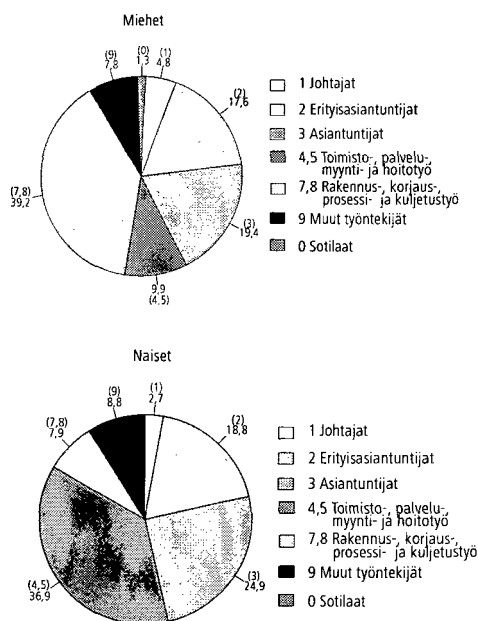 Miehet
(9)
7,8
(0)
1,3
(1)
4,8
(2)
17,6
(7,8)
39,2
(3)
19,4
9,9
(4,5)
1 Johtajat
2 Erityisasiantuntijat
3 Asiantuntijat
4,5 Toimisto-, palvelu-,
myynti- ja hoitotyö
7,8 Rakennus-, korjaus-,
prosessi- ja kuljetustyö
9 Muut työntekijät
0 Sotilaat
Naiset
(9)
8,8
(1)
2,7
(7,8)
7,9
(2)
18,8
(4,5)
36,9
(3)
24,9
1 Johtajat
2 Erityisasiantuntijat
3 Asiantuntijat
4,5 Toimisto-, palvelu-,
myynti- ja hoitotyö
7,8 Rakennus-, korjaus-,
prosessi- ja kuljetustyö
9 Muut työntekijät
0 Sotilaat